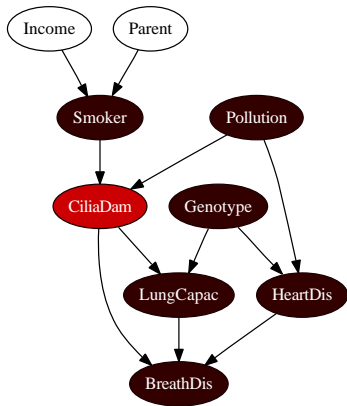 Income
Parent
Smoker
Pollution
CiliaDam
Genotype
LungCapac
HeartDis
BreathDis